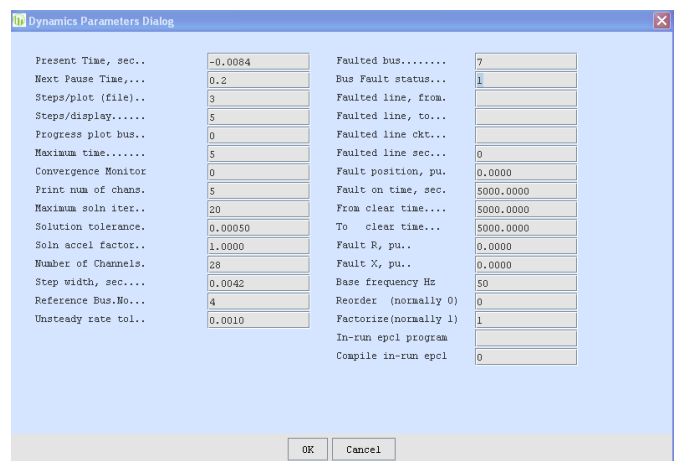 Dynamics Parameters Dialog
Present Time, sec.. -0.0084
Next Pause Time,... 0.2
Steps/plot (file).. 3
Steps/display...... 5
Progress plot bus.. 0
Maximum time....... 5
Convergence Monitor 0
Print num of chans. 5
Maximum soln iter.. 20
Solution tolerance. 0.00050
Soln accel factor.. 1.0000
Number of Channels. 28
Step width, sec.... 0.0042
Reference Bus.No... 4
Unsteady rate tol.. 0.0010
Faulted bus........ 7
Bus Fault status... 1
Faulted line, from.
Faulted line, to...
Faulted line ckt...
Faulted line sec... 0
Fault position, pu. 0.0000
Fault on time, sec. 5000.0000
From clear time.... 5000.0000
To clear time... 5000.0000
Fault R, pu.. 0.0000
Fault X, pu.. 0.0000
Base frequency Hz 50
Reorder (normally 0) 0
Factorize(normally 1) 1
In-run epcl program
Compile in-run epcl 0
OK Cancel